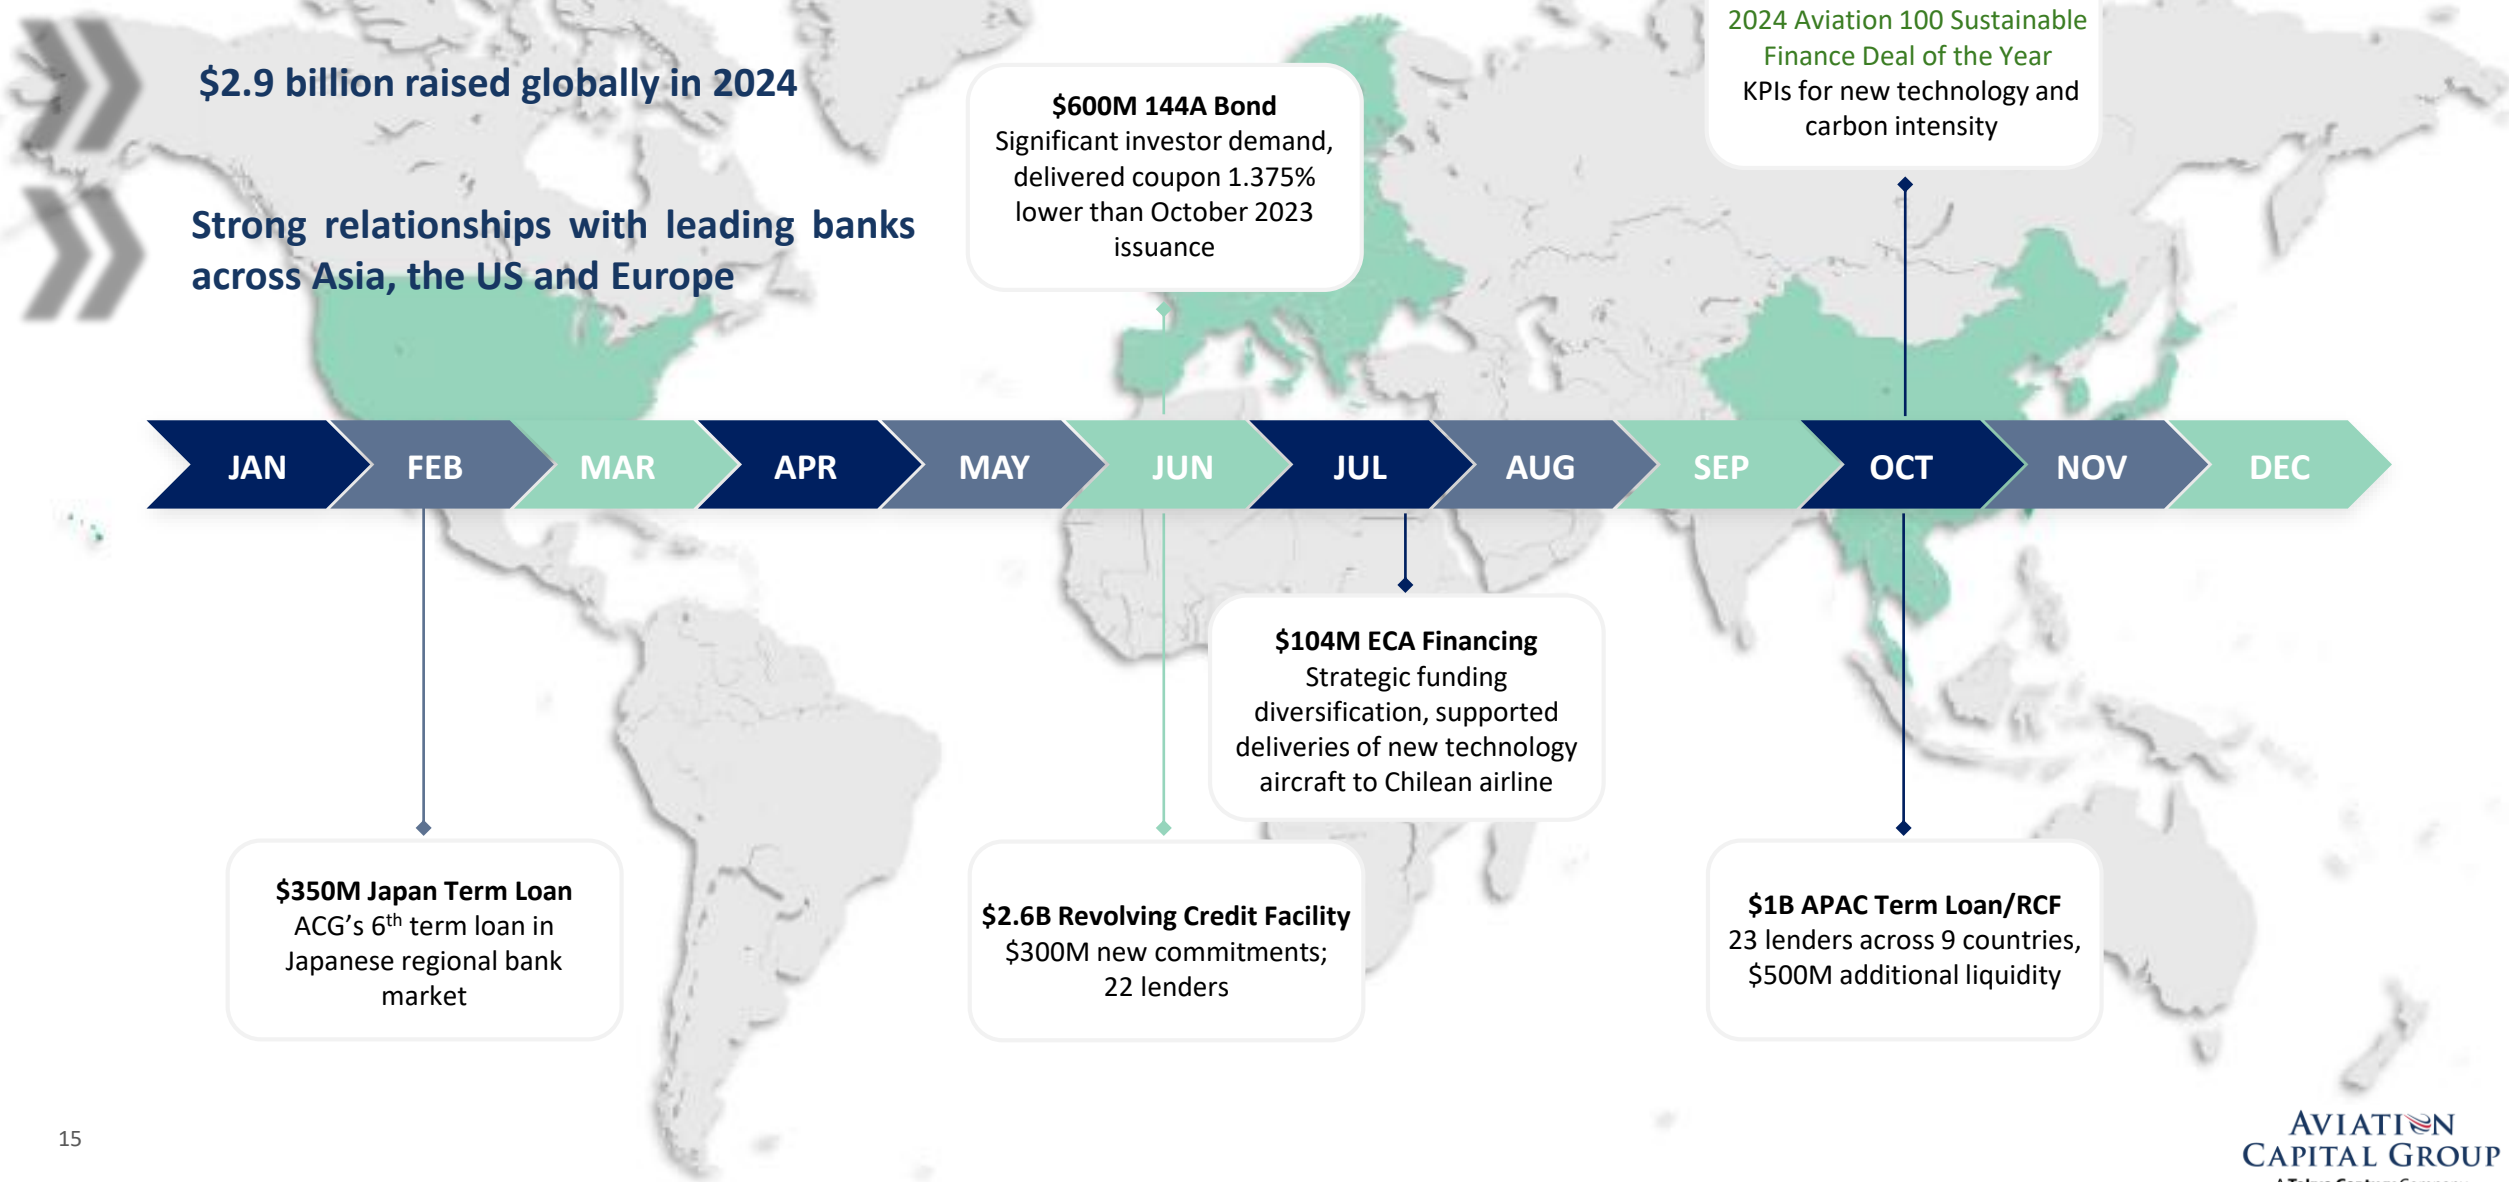 $2.9 billion raised globally in 2024
Strong relationships with leading banks
across Asia, the US and Europe
$600M 144A Bond
Significant investor demand,
delivered coupon 1.375%
lower than October 2023
issuance
2024 Aviation 100 Sustainable
Finance Deal of the Year
KPIs for new technology and
carbon intensity
JAN
FEB
MAR
APR
MAY
JUN
JUL
AUG
SEP
OCT
NOV
DEC
$350M Japan Term Loan
ACG’s 6th term loan in
Japanese regional bank
market
$2.6B Revolving Credit Facility
$300M new commitments;
22 lenders
$104M ECA Financing
Strategic funding
diversification, supported
deliveries of new technology
aircraft to Chilean airline
$1B APAC Term Loan/RCF
23 lenders across 9 countries,
$500M additional liquidity
15
AVIATION
CAPITAL GROUP
A Tokyo Century Company